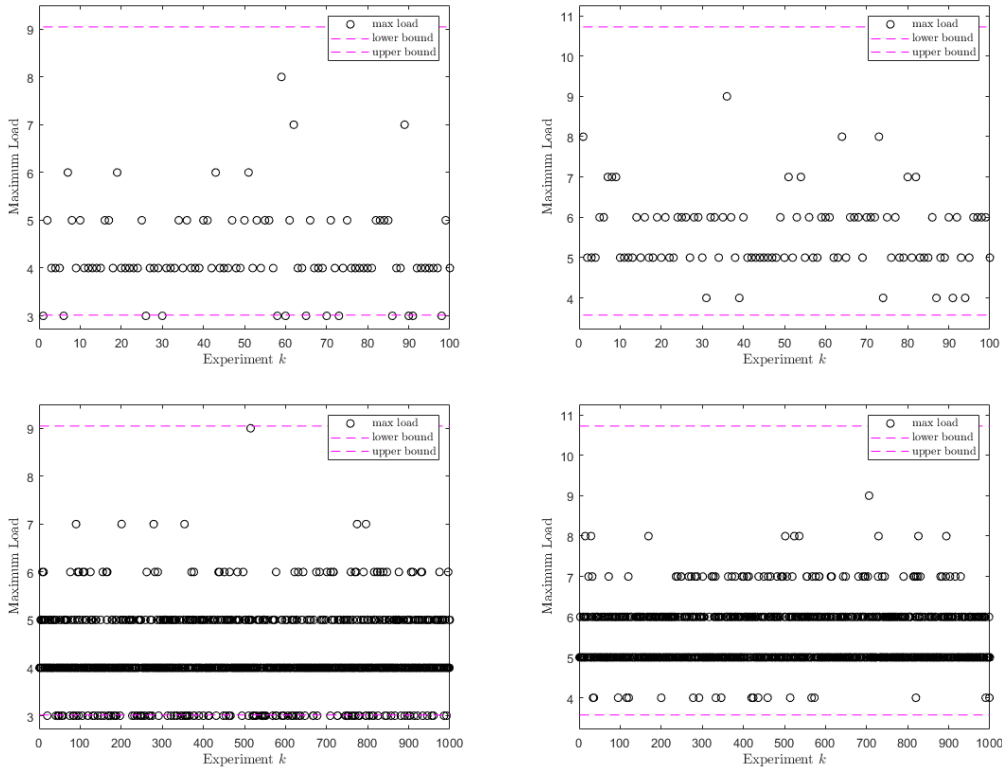 9
8
7
6
5
4
3
Maximum Load
max load
lower bound
upper bound
0 10 20 30 40 50 60 70 80 90 100
Experiment k
11
10
9
8
7
6
5
4
Maximum Load
max load
lower bound
upper bound
0 10 20 30 40 50 60 70 80 90 100
Experiment k
9
8
7
6
5
4
3
Maximum Load
max load
lower bound
upper bound
0 100 200 300 400 500 600 700 800 900 1000
Experiment k
11
10
9
8
7
6
5
4
Maximum Load
max load
lower bound
upper bound
0 100 200 300 400 500 600 700 800 900 1000
Experiment k